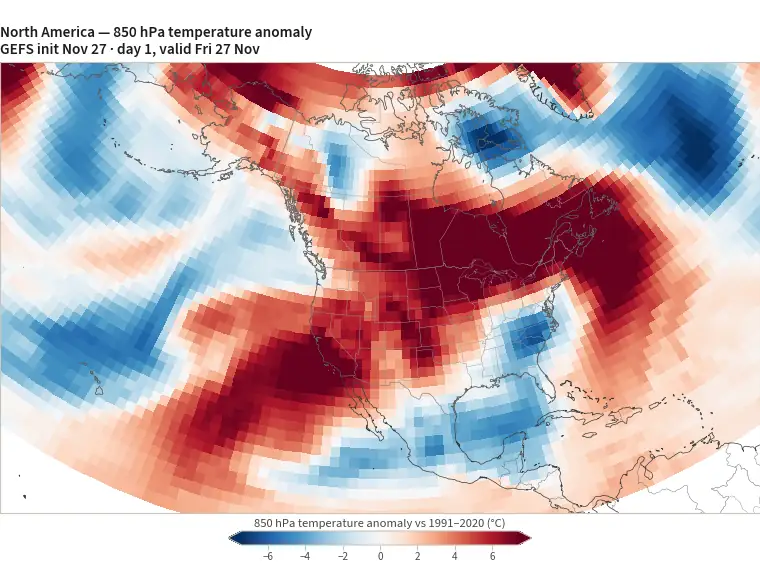 North America — 850 hPa temperature anomaly
GEFS init Nov 27 · day 1, valid Fri 27 Nov
850 hPa temperature anomaly vs 1991–2020 (°C)
−6 −4 −2 0 2 4 6